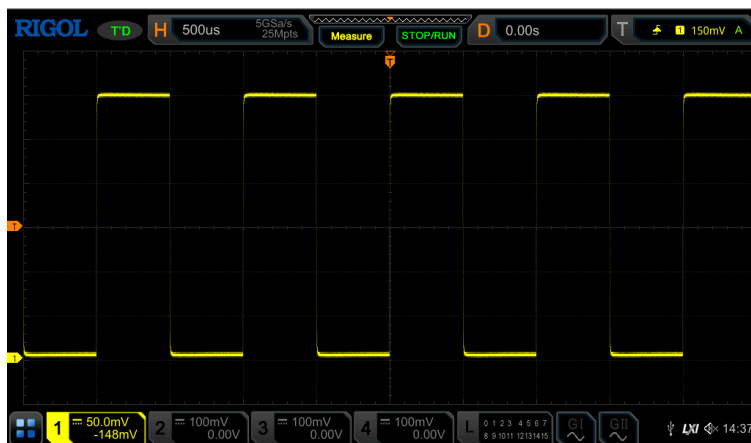 RIGOL T'D H 500us 5GSa/s 25Mpts Measure STOP/RUN D 0.00s T 1 150mV A
T
T
1
1 50.0mV -148mV 2 100mV 0.00V 3 100mV 0.00V 4 100mV 0.00V L 0 1 2 3 4 5 6 7 8 9 10 11 12 13 14 15 GI GII LXI 14:37